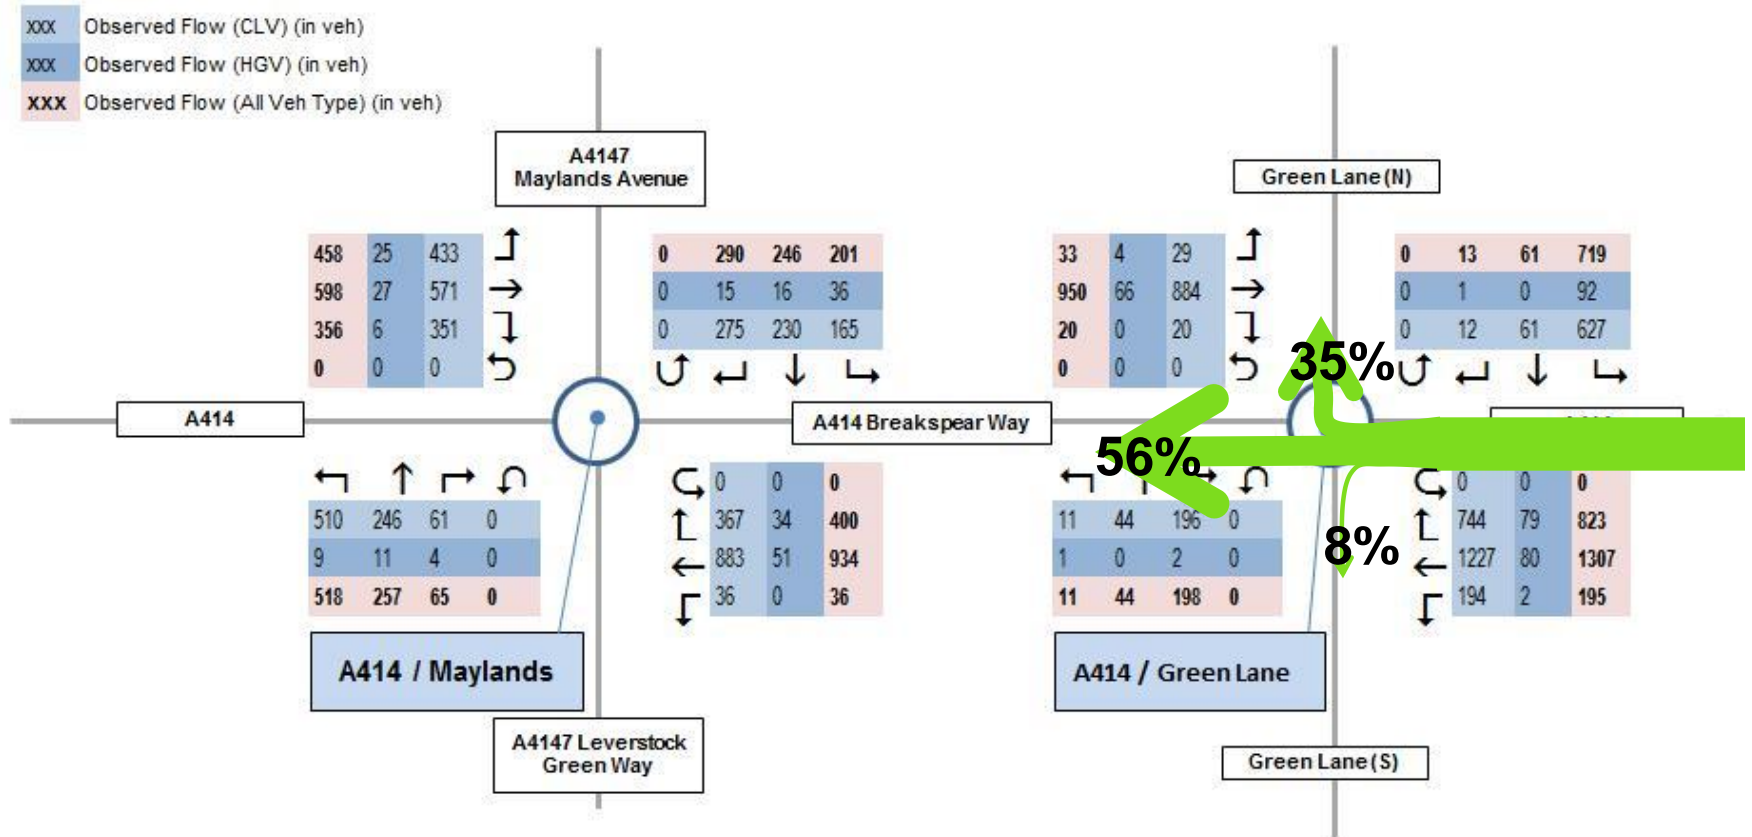 xxx Observed Flow (CLV) (in veh)
xxx Observed Flow (HGV) (in veh)
xxx Observed Flow (All Veh Type) (in veh)
A4147
Maylands Avenue
Green Lane (N)
458 25 433
598 27 571
356 6 351
0 0 0
0 290 246 201
0 15 16 36
0 275 230 165
33 4 29
950 66 884
20 0 20
0 0 0
0 13 61 719
0 1 0 92
0 12 61 627
35%
A414
A414 Breakspear Way
56%
510 246 61 0
9 11 4 0
518 257 65 0
0 0 0
367 34 400
883 51 934
36 0 36
11 44 196 0
1 0 2 0
11 44 198 0
8%
0 0 0
744 79 823
1227 80 1307
194 2 195
A414 / Maylands
A414 / Green Lane
A4147 Leverstock
Green Way
Green Lane (S)